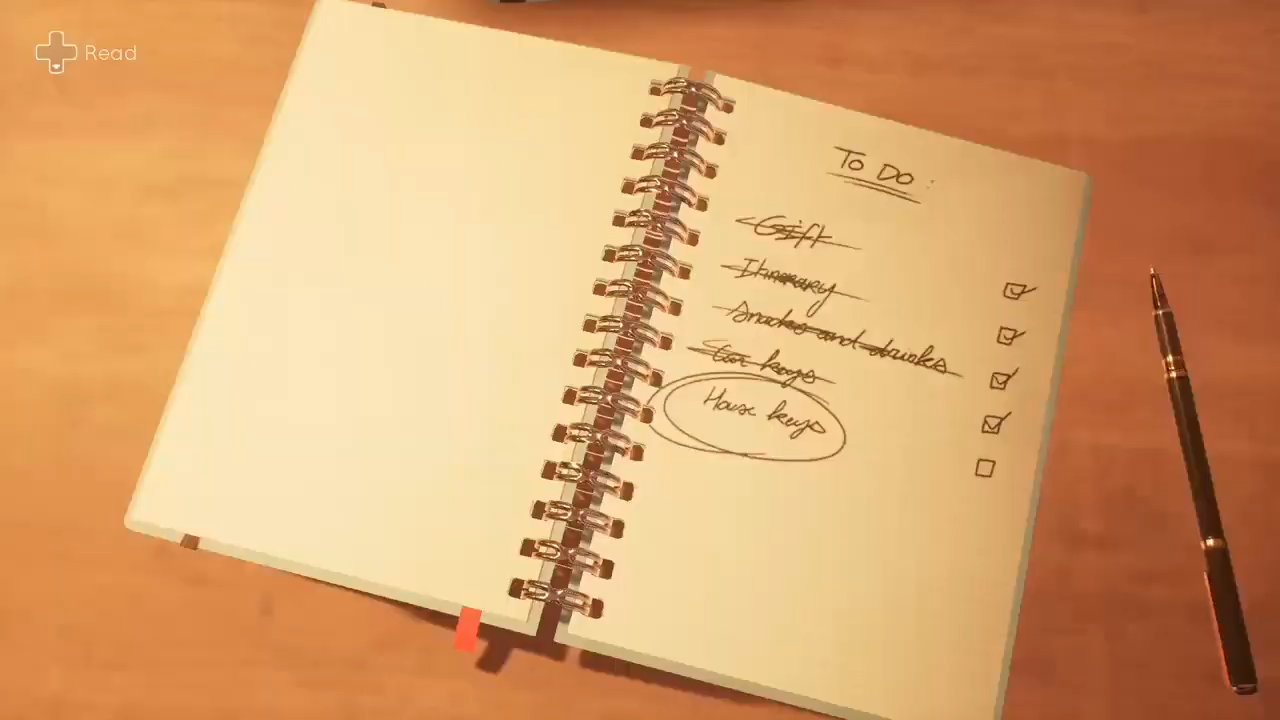 Read
To Do :
Gift
Itinerary
Snacks and drinks
Car keys
House keys